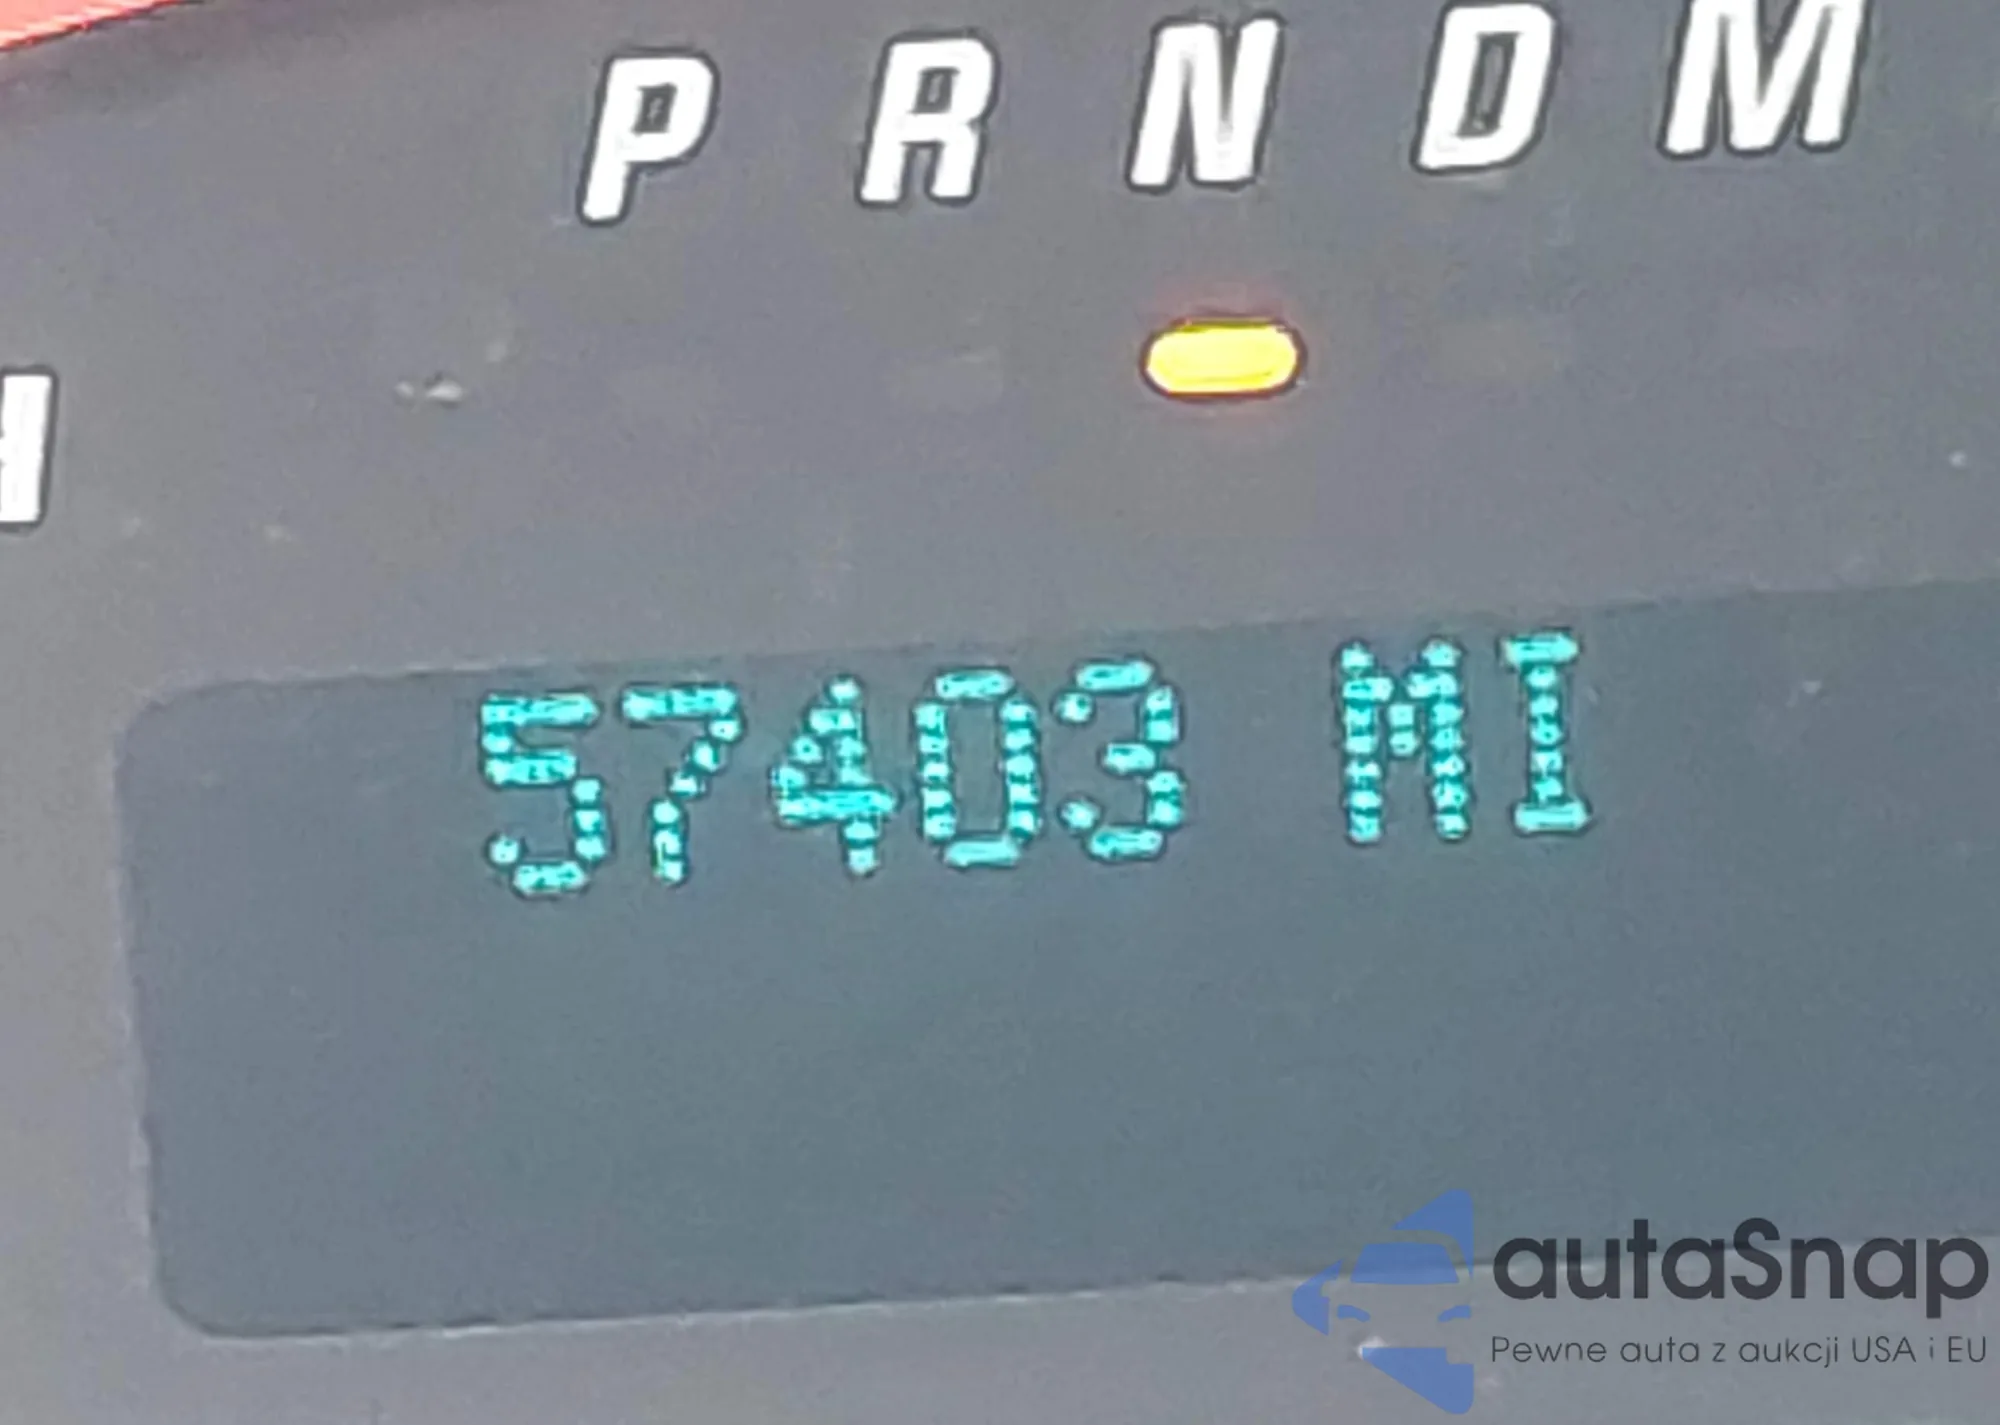 P R N D M
H
57403 MI
autaSnap
Pewne auta z aukcji USA i EU